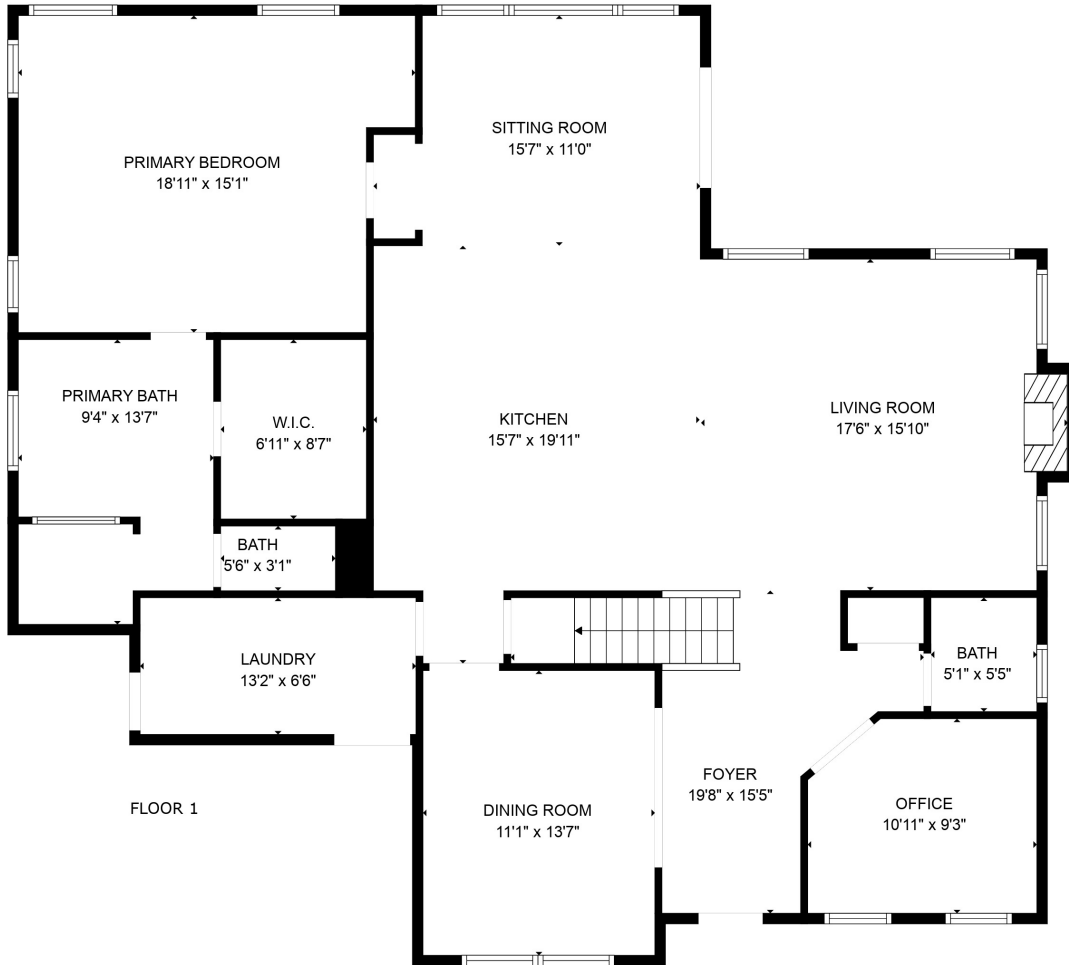 SITTING ROOM
15'7" x 11'0"
PRIMARY BEDROOM
18'11" x 15'1"
PRIMARY BATH
9'4" x 13'7"
W.I.C.
6'11" x 8'7"
KITCHEN
15'7" x 19'11"
LIVING ROOM
17'6" x 15'10"
BATH
5'6" x 3'1"
LAUNDRY
13'2" x 6'6"
BATH
5'1" x 5'5"
FOYER
19'8" x 15'5"
FLOOR 1
DINING ROOM
11'1" x 13'7"
OFFICE
10'11" x 9'3"